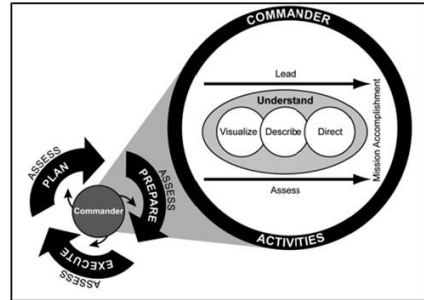 COMMANDER
Lead
Understand
Visualize
Describe
Direct
Mission Accomplishment
Assess
ACTIVITIES
ASSESS
PLAN
PREPARE
ASSESS
Commander
EXECUTE
ASSESS